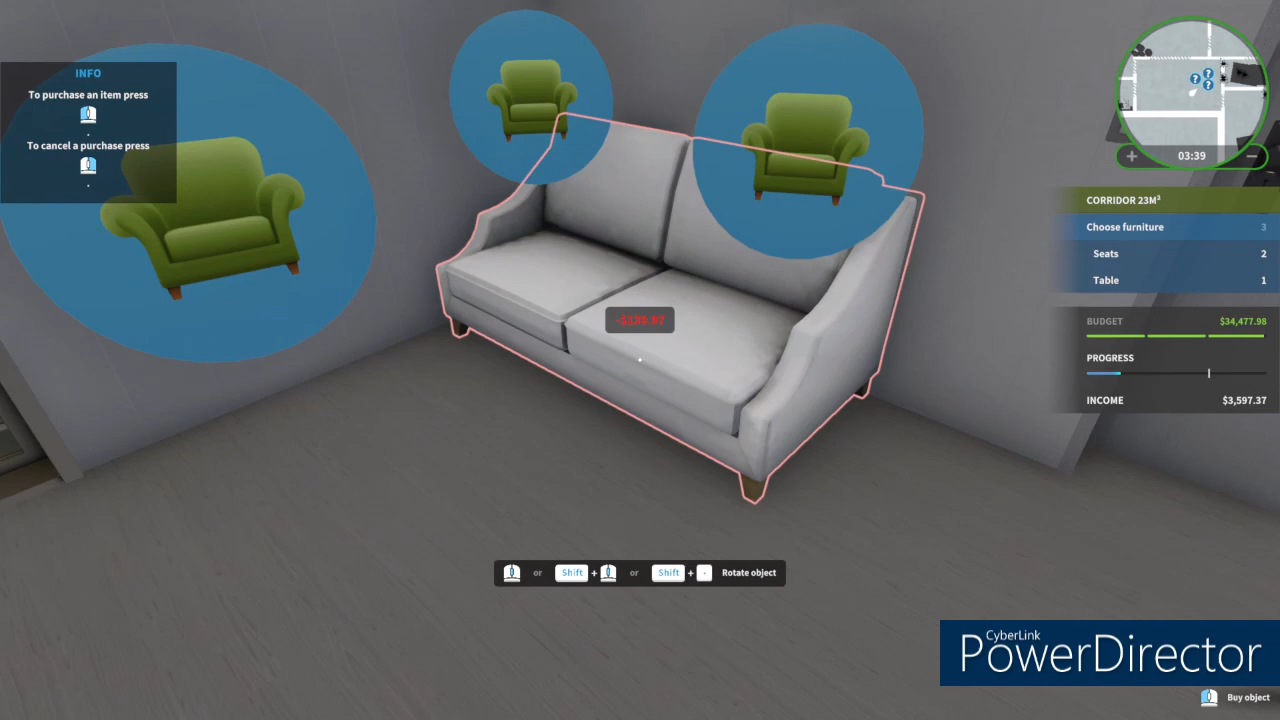 INFO
To purchase an item press
.
To cancel a purchase press
.
03:39
CORRIDOR 23M³
Choose furniture 3
Seats 2
Table 1
BUDGET $34,477.98
PROGRESS
INCOME $3,597.37
or Shift + or Shift + . Rotate object
CyberLink
PowerDirector
Buy object